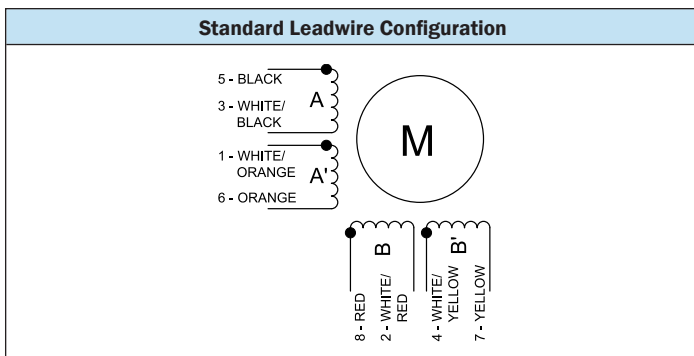 Standard Leadwire Configuration
5 - BLACK
3 - WHITE/
BLACK
A
1 - WHITE/
ORANGE
A'
6 - ORANGE
M
B
B'
8 - RED
2 - WHITE/
RED
4 - WHITE/
YELLOW
7 - YELLOW